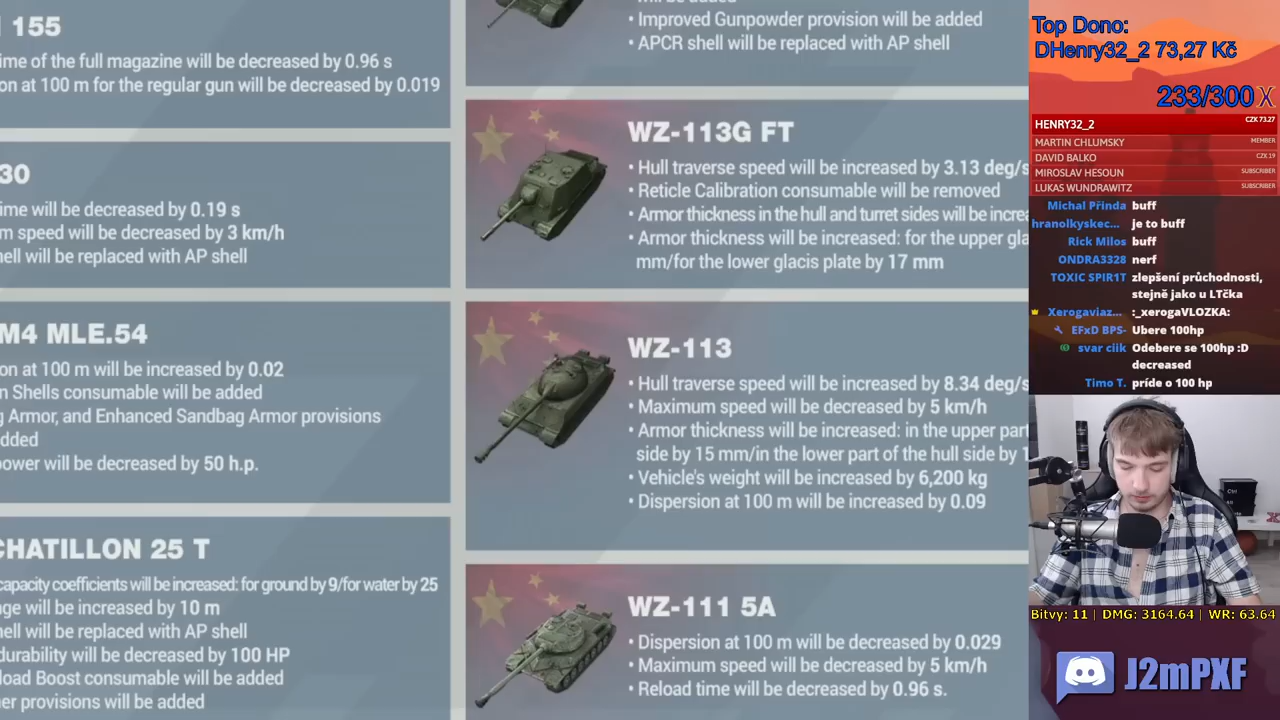 155
ime of the full magazine will be decreased by 0.96 s
on at 100 m for the regular gun will be decreased by 0.019
30
ime will be decreased by 0.19 s
m speed will be decreased by 3 km/h
hell will be replaced with AP shell
M4 MLE.54
on at 100 m will be increased by 0.02
n Shells consumable will be added
g Armor, and Enhanced Sandbag Armor provisions
dded
power will be decreased by 50 h.p.
CHATILLON 25 T
capacity coefficients will be increased: for ground by 9/for water by 25
nge will be increased by 10 m
hell will be replaced with AP shell
durability will be decreased by 100 HP
load Boost consumable will be added
her provisions will be added
• Improved Gunpowder provision will be added
• APCR shell will be replaced with AP shell
WZ-113G FT
• Hull traverse speed will be increased by 3.13 deg/s
• Reticle Calibration consumable will be removed
• Armor thickness in the hull and turret sides will be increa
• Armor thickness will be increased: for the upper gla
mm/for the lower glacis plate by 17 mm
WZ-113
• Hull traverse speed will be increased by 8.34 deg/s
• Maximum speed will be decreased by 5 km/h
• Armor thickness will be increased: in the upper part
side by 15 mm/in the lower part of the hull side by 1
• Vehicle's weight will be increased by 6,200 kg
• Dispersion at 100 m will be increased by 0.09
WZ-111 5A
• Dispersion at 100 m will be decreased by 0.029
• Maximum speed will be decreased by 5 km/h
• Reload time will be decreased by 0.96 s.
Top Dono:
DHenry32_2 73,27 Kč
233/300 X
HENRY32_2 CZK 73.27
MARTIN CHLUMSKY MEMBER
DAVID BALKO CZK 19
MIROSLAV HESOUN SUBSCRIBER
LUKAS WUNDRAWITZ SUBSCRIBER
Michal Přinda buff
hranolkyskec... je to buff
Rick Milos buff
ONDRA3328 nerf
TOXIC SPIR1T zlepšení průchodnosti,
stejně jako u LTčka
Xerogaviaz... :_xerogaVLOZKA:
EFxD BPS- Ubere 100hp
svar ciik Odebere se 100hp :D
decreased
Timo T. príde o 100 hp
Ctrl
Bitvy: 11 | DMG: 3164.64 | WR: 63.64
J2mPXF